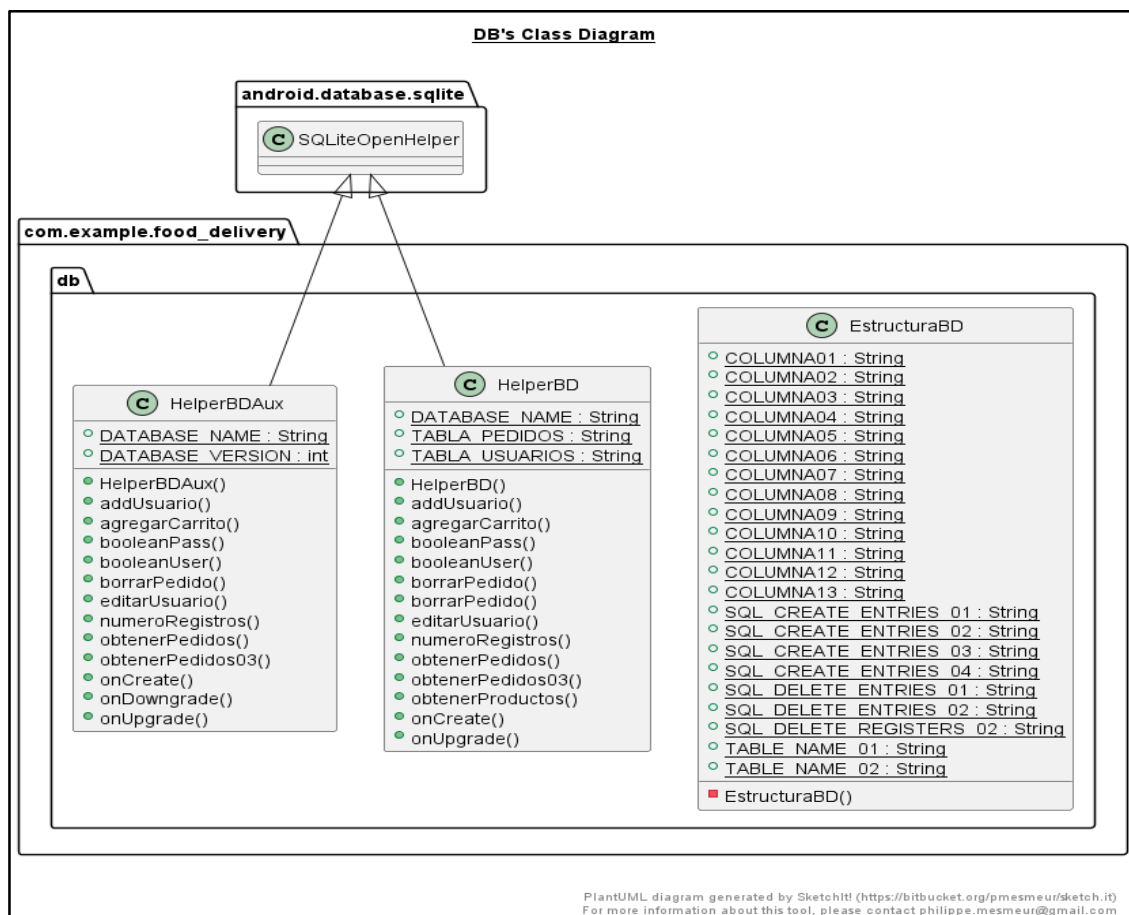 DB's Class Diagram
android.database.sqlite
C SQLiteOpenHelper
com.example.food_delivery
db
C HelperBDAux
DATABASE_NAME : String
DATABASE_VERSION : int
HelperBDAux()
addUsuario()
agregarCarrito()
booleanPass()
booleanUser()
borrarPedido()
editarUsuario()
numeroRegistros()
obtenerPedidos()
obtenerPedidos03()
onCreate()
onDowngrade()
onUpgrade()
C HelperBD
DATABASE_NAME : String
TABLA_PEDIDOS : String
TABLA_USUARIOS : String
HelperBD()
addUsuario()
agregarCarrito()
booleanPass()
booleanUser()
borrarPedido()
borrarPedido()
editarUsuario()
numeroRegistros()
obtenerPedidos()
obtenerPedidos03()
obtenerProductos()
onCreate()
onUpgrade()
C EstructuraBD
COLUMNA01 : String
COLUMNA02 : String
COLUMNA03 : String
COLUMNA04 : String
COLUMNA05 : String
COLUMNA06 : String
COLUMNA07 : String
COLUMNA08 : String
COLUMNA09 : String
COLUMNA10 : String
COLUMNA11 : String
COLUMNA12 : String
COLUMNA13 : String
SQL_CREATE_ENTRIES_01 : String
SQL_CREATE_ENTRIES_02 : String
SQL_CREATE_ENTRIES_03 : String
SQL_CREATE_ENTRIES_04 : String
SQL_DELETE_ENTRIES_01 : String
SQL_DELETE_ENTRIES_02 : String
SQL_DELETE_REGISTERS_02 : String
TABLE_NAME_01 : String
TABLE_NAME_02 : String
EstructuraBD()
PlantUML diagram generated by SketchIt! (https://bitbucket.org/pmesmeur/sketch.it)
For more information about this tool, please contact philippe.mesmeur@gmail.com